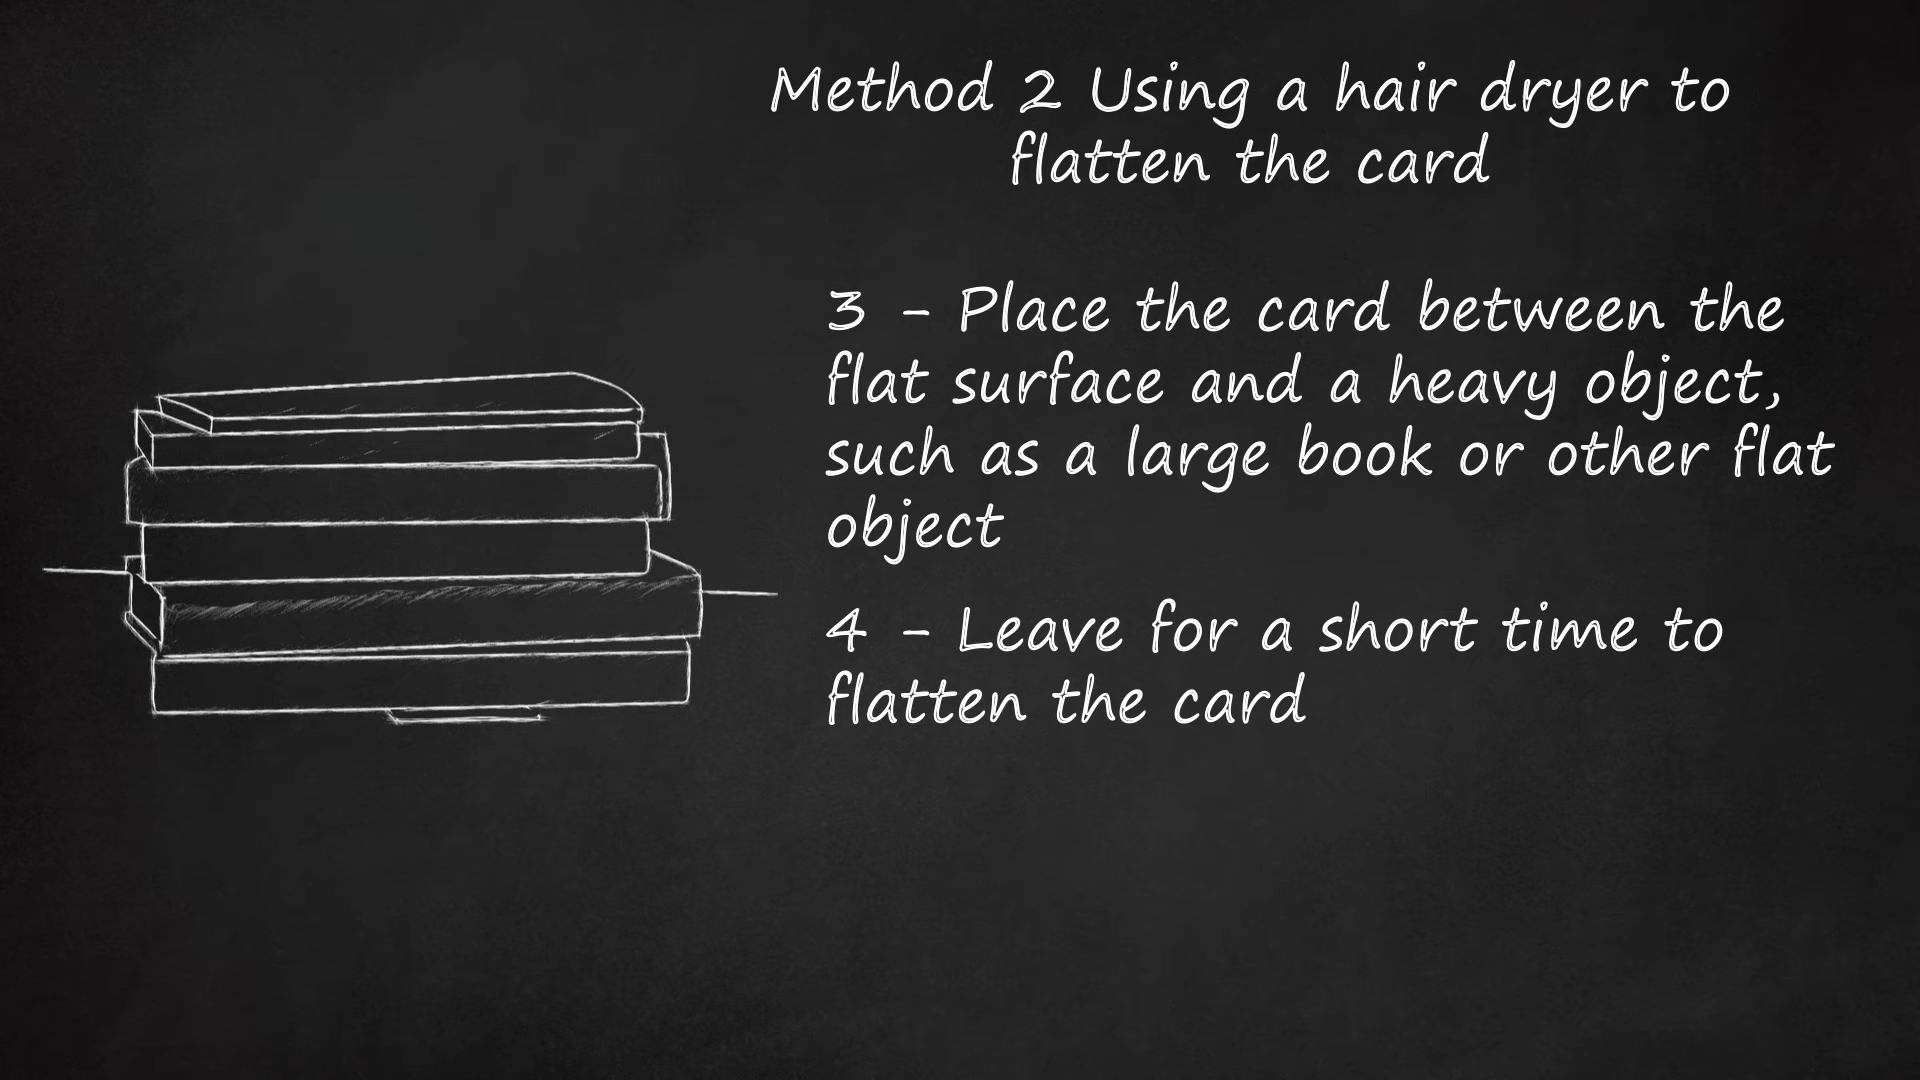 Method 2 Using a hair dryer to
flatten the card
3 - Place the card between the
flat surface and a heavy object,
such as a large book or other flat
object
4 - Leave for a short time to
flatten the card